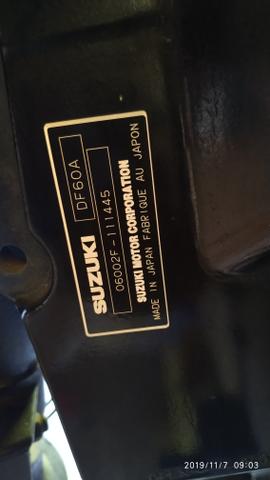 SUZUKI DF60A
06002F-111445
SUZUKI MOTOR CORPORATION
MADE IN JAPAN FABRIQUE AU JAPON
2019/11/7 09:03